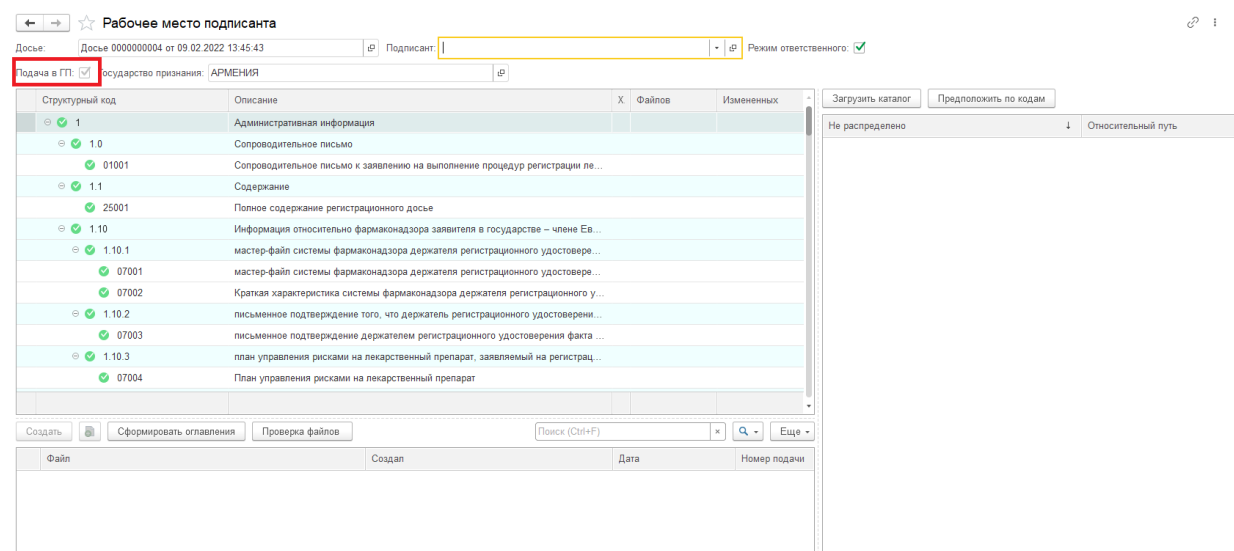 Рабочее место подписанта
Досье: Досье 0000000004 от 09.02.2022 13:45:43 Подписант: Режим ответственного:
Подача в ГП: Государство признания: АРМЕНИЯ
Структурный код Описание Х. Файлов Измененных
1 Административная информация
1.0 Сопроводительное письмо
01001 Сопроводительное письмо к заявлению на выполнение процедур регистрации ле...
1.1 Содержание
25001 Полное содержание регистрационного досье
1.10 Информация относительно фармаконадзора заявителя в государстве – члене Ев...
1.10.1 мастер-файл системы фармаконадзора держателя регистрационного удостовере...
07001 мастер-файл системы фармаконадзора держателя регистрационного удостовере...
07002 Краткая характеристика системы фармаконадзора держателя регистрационного у...
1.10.2 письменное подтверждение того, что держатель регистрационного удостоверени...
07003 письменное подтверждение держателем регистрационного удостоверения факта ...
1.10.3 план управления рисками на лекарственный препарат, заявляемый на регистрац...
07004 План управления рисками на лекарственный препарат
Создать Сформировать оглавления Проверка файлов Поиск (Ctrl+F) × Еще
Файл Создал Дата Номер подачи
Загрузить каталог Предположить по кодам
Не распределено ↓ Относительный путь